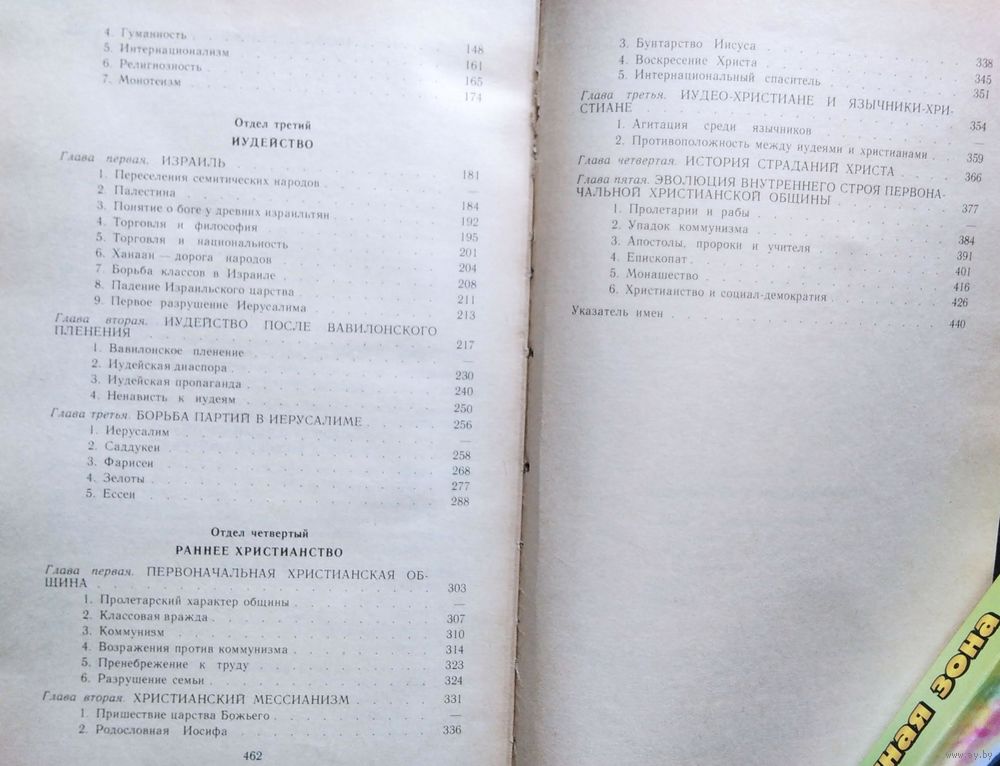 4. Гуманность . . . 148
5. Интернационализм . . . 161
6. Религиозность . . . 165
7. Монотеизм . . . 174
Отдел третий
ИУДЕЙСТВО
Глава первая. ИЗРАИЛЬ . . . 181
1. Переселения семитических народов . . . —
2. Палестина . . . 184
3. Понятие о боге у древних израильтян . . . 192
4. Торговля и философия . . . 195
5. Торговля и национальность . . . 201
6. Ханаан — дорога народов . . . 204
7. Борьба классов в Израиле . . . 208
8. Падение Израильского царства . . . 211
9. Первое разрушение Иерусалима . . . 213
Глава вторая. ИУДЕЙСТВО ПОСЛЕ ВАВИЛОНСКОГО
ПЛЕНЕНИЯ . . . 217
1. Вавилонское пленение . . . —
2. Иудейская диаспора . . . 230
3. Иудейская пропаганда . . . 240
4. Ненависть к иудеям . . . 250
Глава третья. БОРЬБА ПАРТИЙ В ИЕРУСАЛИМЕ . . . 256
1. Иерусалим . . . —
2. Саддукеи . . . 258
3. Фарисеи . . . 268
4. Зелоты . . . 277
5. Ессеи . . . 288
Отдел четвертый
РАННЕЕ ХРИСТИАНСТВО
Глава первая. ПЕРВОНАЧАЛЬНАЯ ХРИСТИАНСКАЯ ОБ-
ЩИНА . . . 303
1. Пролетарский характер общины . . . —
2. Классовая вражда . . . 307
3. Коммунизм . . . 310
4. Возражения против коммунизма . . . 314
5. Пренебрежение к труду . . . 323
6. Разрушение семьи . . . 324
Глава вторая. ХРИСТИАНСКИЙ МЕССИАНИЗМ . . . 331
1. Пришествие царства Божьего . . . —
2. Родословная Иосифа . . . 336
462
3. Бунтарство Иисуса . . . 338
4. Воскресение Христа . . . 345
5. Интернациональный спаситель . . . 351
Глава третья. ИУДЕО-ХРИСТИАНЕ И ЯЗЫЧНИКИ-ХРИ-
СТИАНЕ . . . 354
1. Агитация среди язычников . . .
2. Противоположность между иудеями и христианами . . . 359
Глава четвертая. ИСТОРИЯ СТРАДАНИЙ ХРИСТА . . . 366
Глава пятая. ЭВОЛЮЦИЯ ВНУТРЕННЕГО СТРОЯ ПЕРВОНА-
ЧАЛЬНОЙ ХРИСТИАНСКОЙ ОБЩИНЫ . . . 377
1. Пролетарии и рабы . . . —
2. Упадок коммунизма . . . 384
3. Апостолы, пророки и учителя . . . 391
4. Епископат . . . 401
5. Монашество . . . 416
6. Христианство и социал-демократия . . . 426
Указатель имен . . . 440
ная зона
www.ay.by